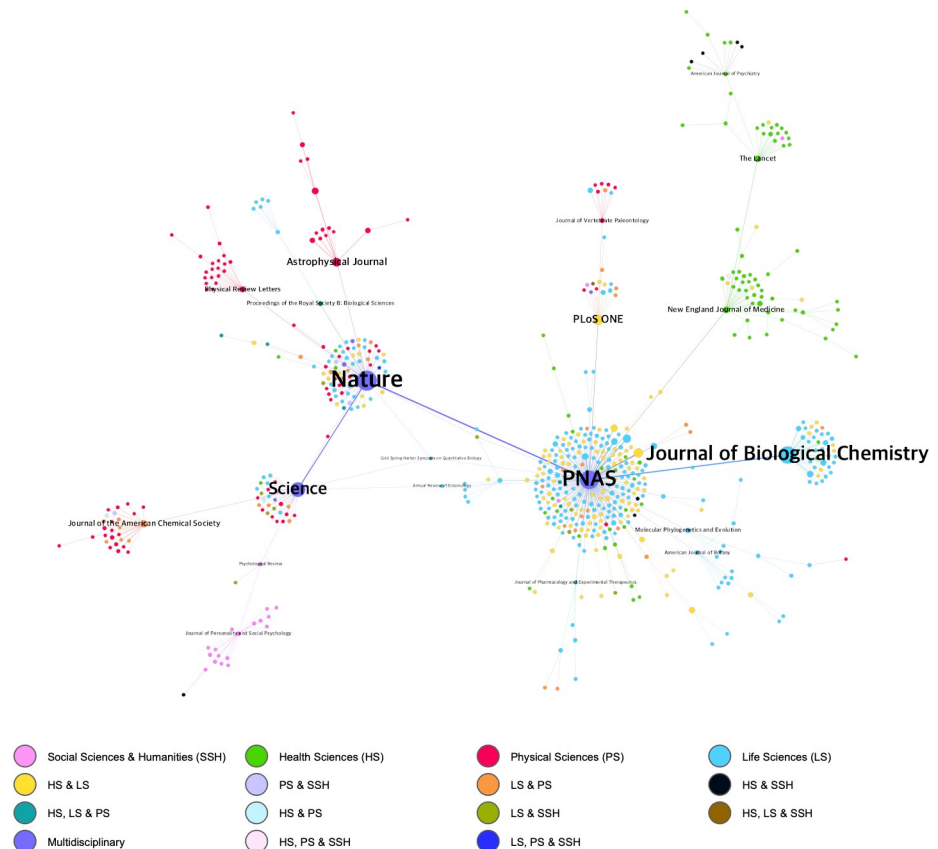 American Journal of Psychiatry
The Lancet
Journal of Vertebrate Paleontology
Astrophysical Journal
Physical Review Letters
Proceedings of the Royal Society B: Biological Sciences
New England Journal of Medicine
PLoS ONE
Nature
Journal of Biological Chemistry
Cold Spring Harbor Symposia on Quantitative Biology
PNAS
Annual Review of Entomology
Science
Journal of the American Chemical Society
Molecular Phylogenetics and Evolution
American Journal of Botany
Psychological Review
Journal of Pharmacology and Experimental Therapeutics
Journal of Personality and Social Psychology
Social Sciences & Humanities (SSH)
Health Sciences (HS)
Physical Sciences (PS)
Life Sciences (LS)
HS & LS
PS & SSH
LS & PS
HS & SSH
HS, LS & PS
HS & PS
LS & SSH
HS, LS & SSH
Multidisciplinary
HS, PS & SSH
LS, PS & SSH